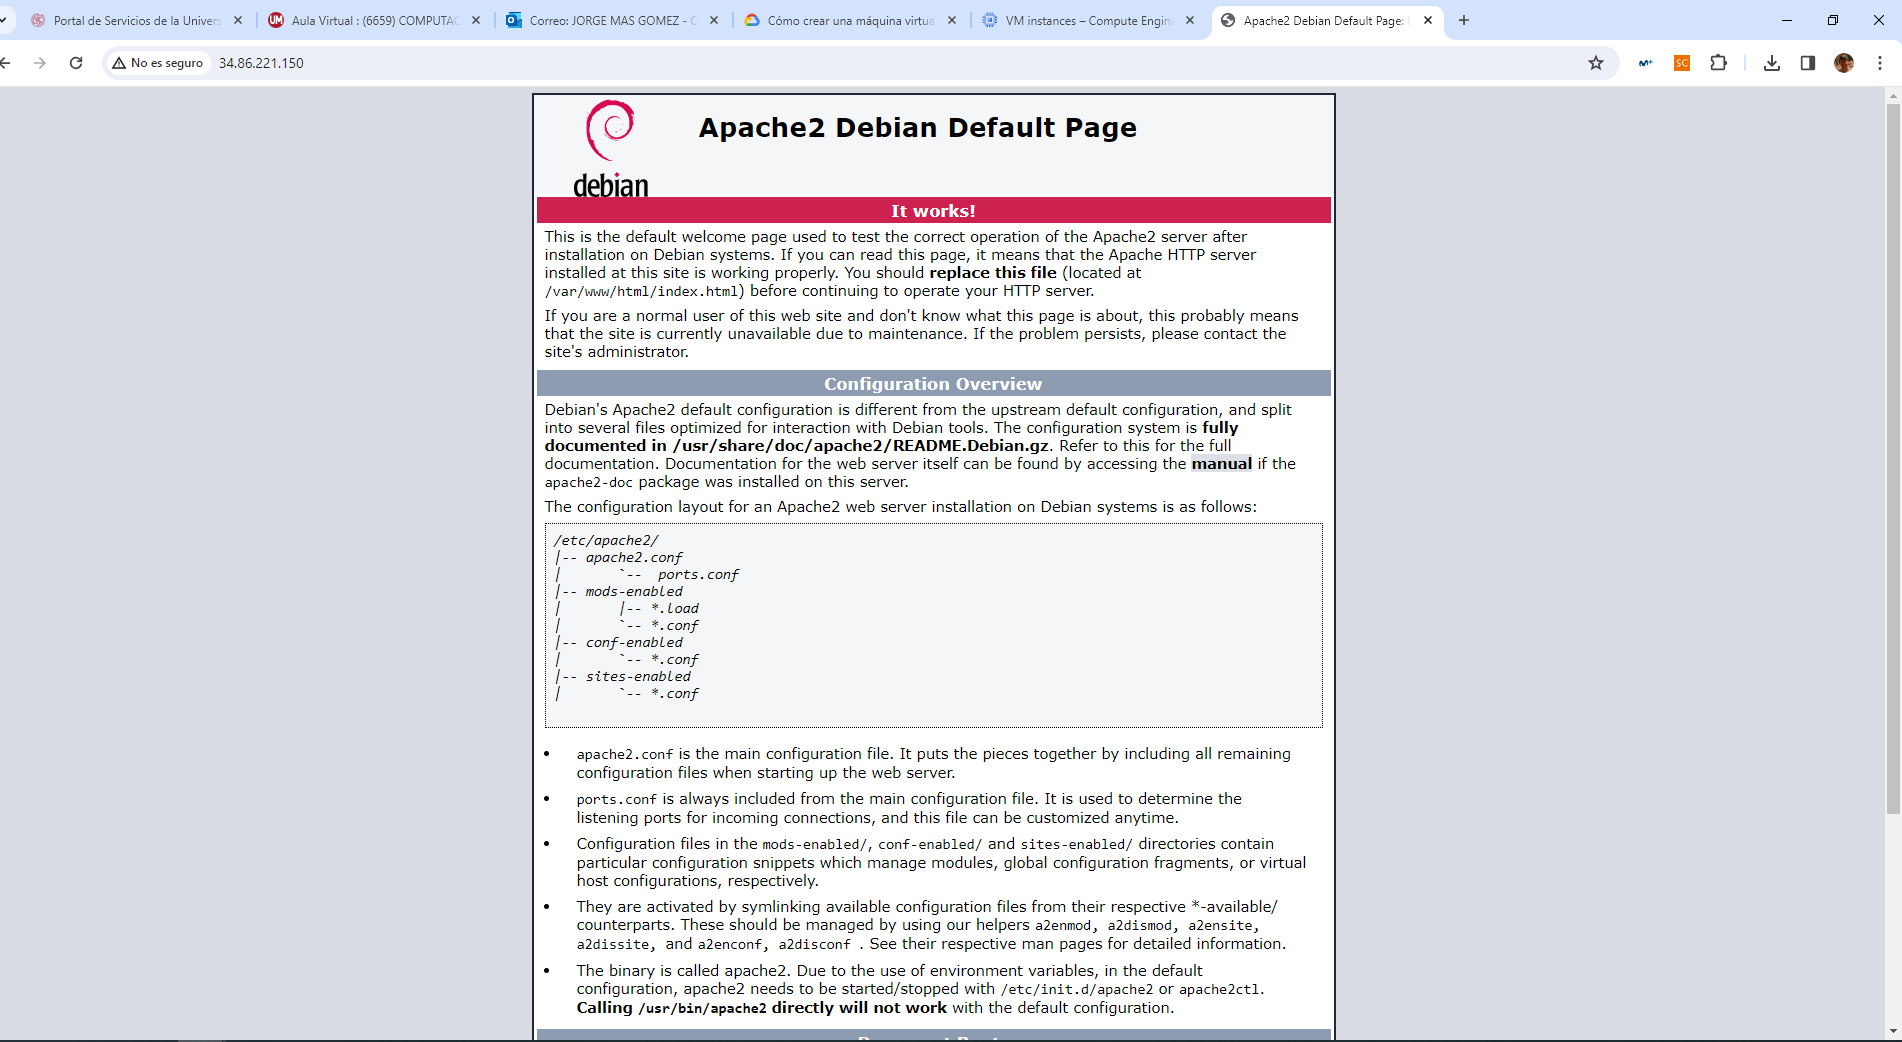 Portal de Servicios de la Univers
Aula Virtual : (6659) COMPUTAC
Correo: JORGE MAS GOMEZ - O
Cómo crear una máquina virtua
VM instances – Compute Engin
Apache2 Debian Default Page:
No es seguro
34.86.221.150
SC
debian
Apache2 Debian Default Page
It works!
This is the default welcome page used to test the correct operation of the Apache2 server after
installation on Debian systems. If you can read this page, it means that the Apache HTTP server
installed at this site is working properly. You should replace this file (located at
/var/www/html/index.html) before continuing to operate your HTTP server.
If you are a normal user of this web site and don't know what this page is about, this probably means
that the site is currently unavailable due to maintenance. If the problem persists, please contact the
site's administrator.
Configuration Overview
Debian's Apache2 default configuration is different from the upstream default configuration, and split
into several files optimized for interaction with Debian tools. The configuration system is fully
documented in /usr/share/doc/apache2/README.Debian.gz. Refer to this for the full
documentation. Documentation for the web server itself can be found by accessing the manual if the
apache2-doc package was installed on this server.
The configuration layout for an Apache2 web server installation on Debian systems is as follows:
/etc/apache2/
|-- apache2.conf
|       `--  ports.conf
|-- mods-enabled
|       |-- *.load
|       `-- *.conf
|-- conf-enabled
|       `-- *.conf
|-- sites-enabled
|       `-- *.conf
• apache2.conf is the main configuration file. It puts the pieces together by including all remaining
configuration files when starting up the web server.
• ports.conf is always included from the main configuration file. It is used to determine the
listening ports for incoming connections, and this file can be customized anytime.
• Configuration files in the mods-enabled/, conf-enabled/ and sites-enabled/ directories contain
particular configuration snippets which manage modules, global configuration fragments, or virtual
host configurations, respectively.
• They are activated by symlinking available configuration files from their respective *-available/
counterparts. These should be managed by using our helpers a2enmod, a2dismod, a2ensite,
a2dissite, and a2enconf, a2disconf . See their respective man pages for detailed information.
• The binary is called apache2. Due to the use of environment variables, in the default
configuration, apache2 needs to be started/stopped with /etc/init.d/apache2 or apache2ctl.
Calling /usr/bin/apache2 directly will not work with the default configuration.